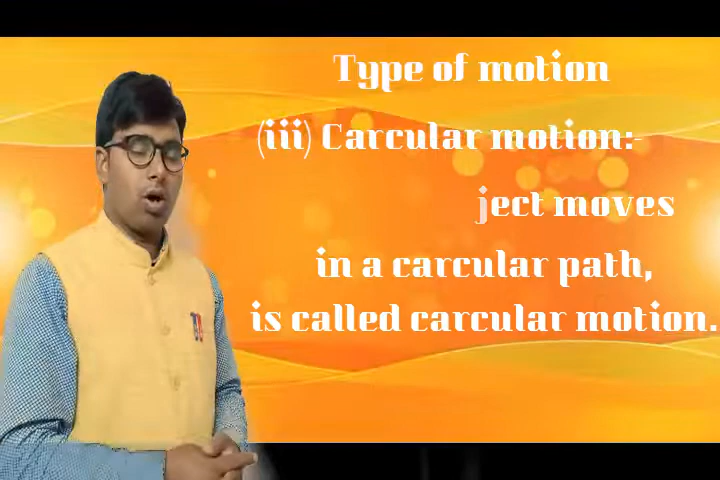 Type of motion
(iii) Carcular motion:-
ject moves
in a carcular path,
is called carcular motion.